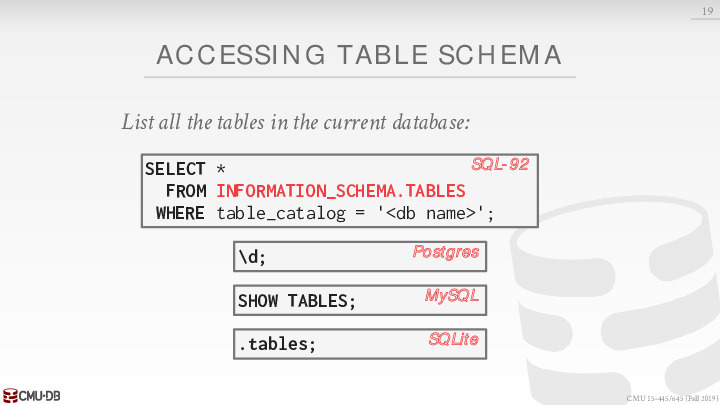 19
ACCESSING TABLE SCHEMA
List all the tables in the current database:
SELECT * SQL-92
FROM INFORMATION_SCHEMA.TABLES
WHERE table_catalog = '<db name>';
\d; Postgres
SHOW TABLES; MySQL
.tables; SQLite
CMU·DB
CMU 15-445/645 (Fall 2019)